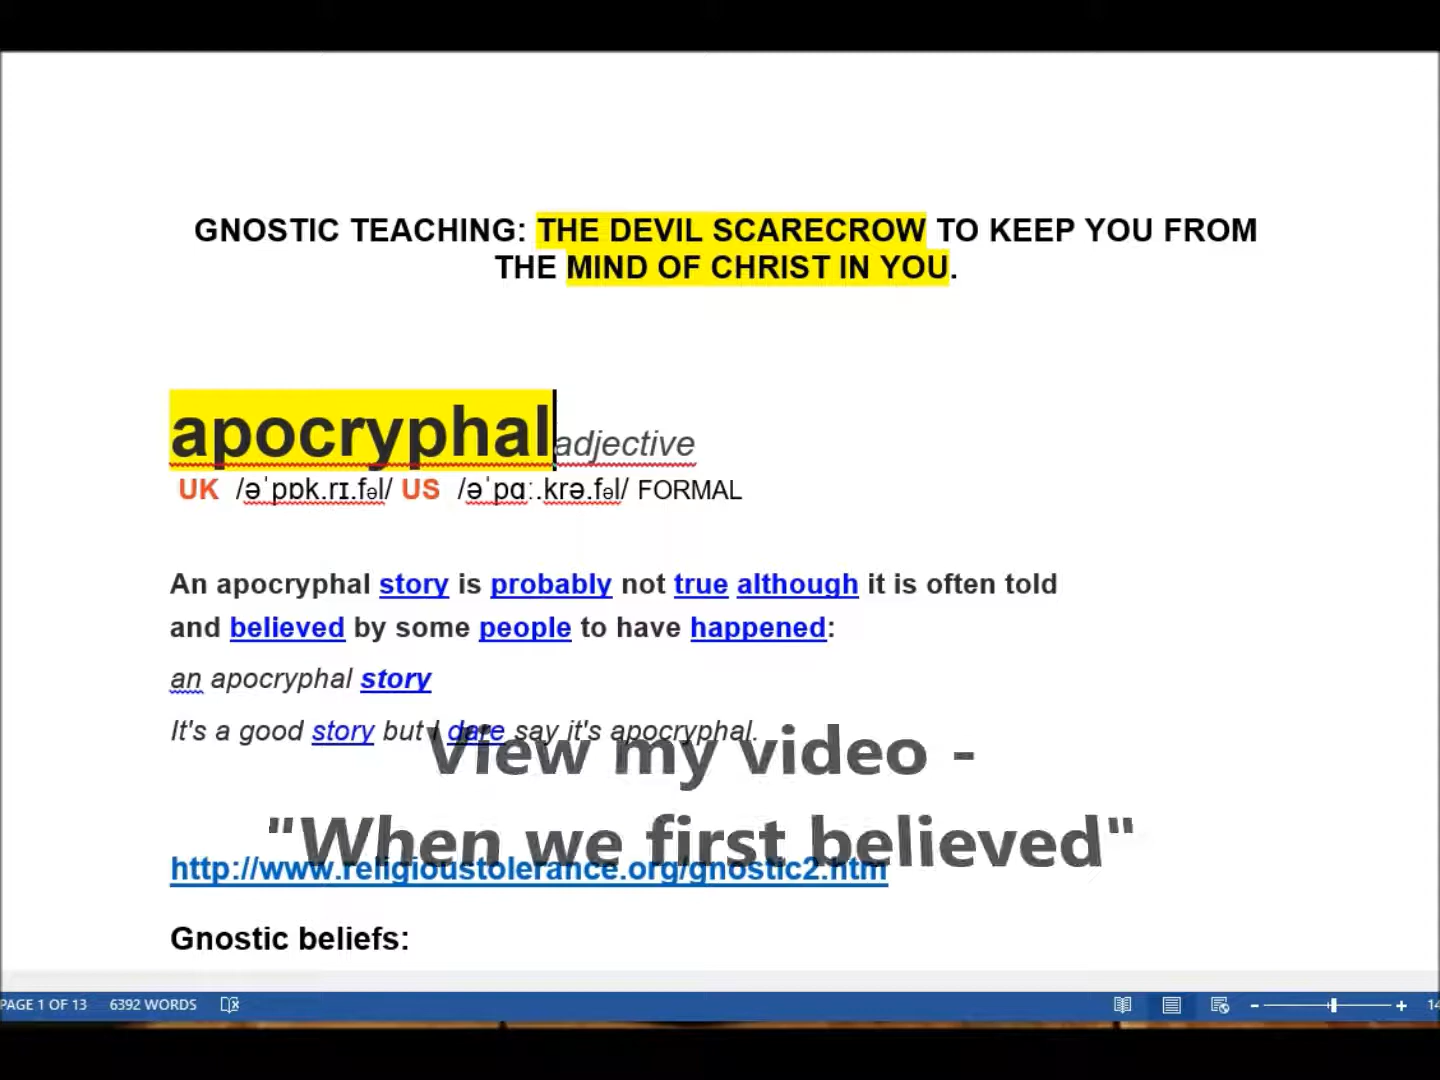 GNOSTIC TEACHING: THE DEVIL SCARECROW TO KEEP YOU FROM
THE MIND OF CHRIST IN YOU.
apocryphal adjective
UK /əˈpɒk.rɪ.fəl/ US /əˈpɑː.krə.fəl/ FORMAL
An apocryphal story is probably not true although it is often told
and believed by some people to have happened:
an apocryphal story
It's a good story but I dare say it's apocryphal.
View my video -
"When we first believed"
http://www.religioustolerance.org/gnostic2.htm
Gnostic beliefs:
PAGE 1 OF 13 6392 WORDS